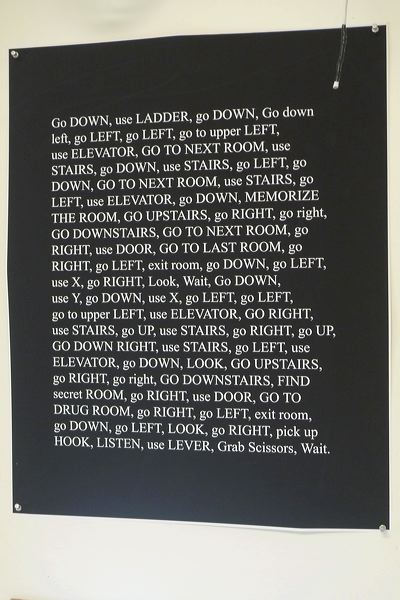 Go DOWN, use LADDER, go DOWN, Go down
left, go LEFT, go LEFT, go to upper LEFT,
use ELEVATOR, GO TO NEXT ROOM, use
STAIRS, go DOWN, use STAIRS, go LEFT, go
DOWN, GO TO NEXT ROOM, use STAIRS, go
LEFT, use ELEVATOR, go DOWN, MEMORIZE
THE ROOM, GO UPSTAIRS, go RIGHT, go right,
GO DOWNSTAIRS, GO TO NEXT ROOM, go
RIGHT, use DOOR, GO TO LAST ROOM, go
RIGHT, go LEFT, exit room, go DOWN, go LEFT,
use X, go RIGHT, Look, Wait, Go DOWN,
use Y, go DOWN, use X, go LEFT, go LEFT,
go to upper LEFT, use ELEVATOR, GO RIGHT,
use STAIRS, go UP, use STAIRS, go RIGHT, go UP,
GO DOWN RIGHT, use STAIRS, go LEFT, use
ELEVATOR, go DOWN, LOOK, GO UPSTAIRS,
go RIGHT, go right, GO DOWNSTAIRS, FIND
secret ROOM, go RIGHT, use DOOR, GO TO
DRUG ROOM, go RIGHT, go LEFT, exit room,
go DOWN, go LEFT, LOOK, go RIGHT, pick up
HOOK, LISTEN, use LEVER, Grab Scissors, Wait.